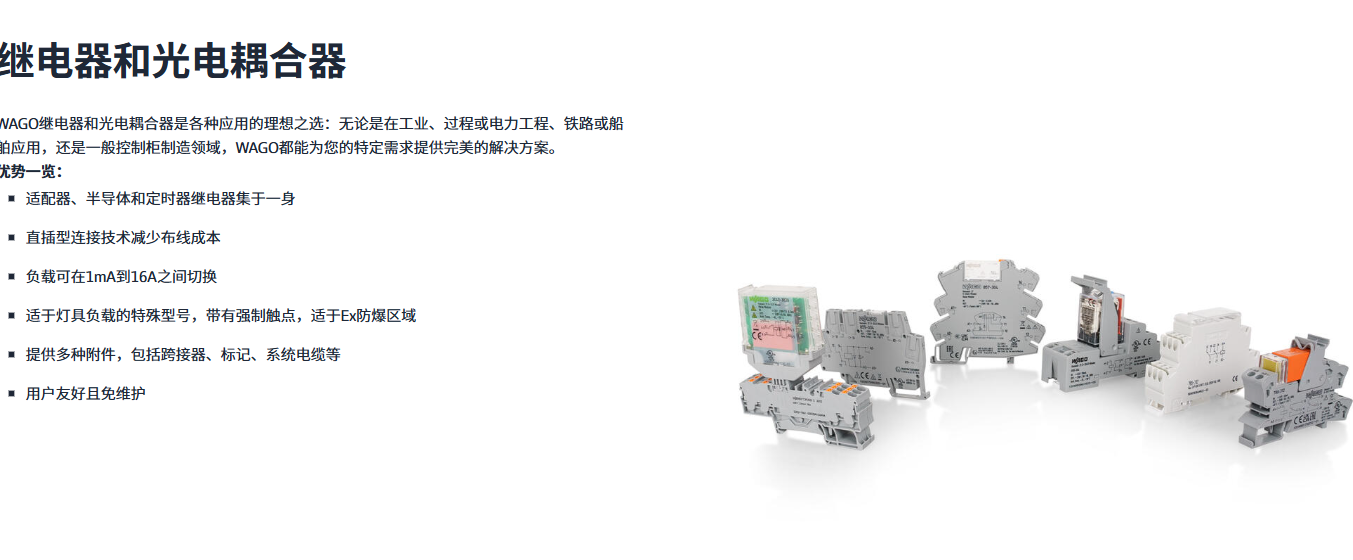 继电器和光电耦合器
WAGO继电器和光电耦合器是各种应用的理想之选：无论是在工业、过程或电力工程、铁路或船
舶应用，还是一般控制柜制造领域，WAGO都能为您的特定需求提供完美的解决方案。
优势一览：
适配器、半导体和定时器继电器集于一身
直插型连接技术减少布线成本
负载可在1mA到16A之间切换
适于灯具负载的特殊型号，带有强制触点，适于Ex防爆区域
提供多种附件，包括跨接器、标记、系统电缆等
用户友好且免维护